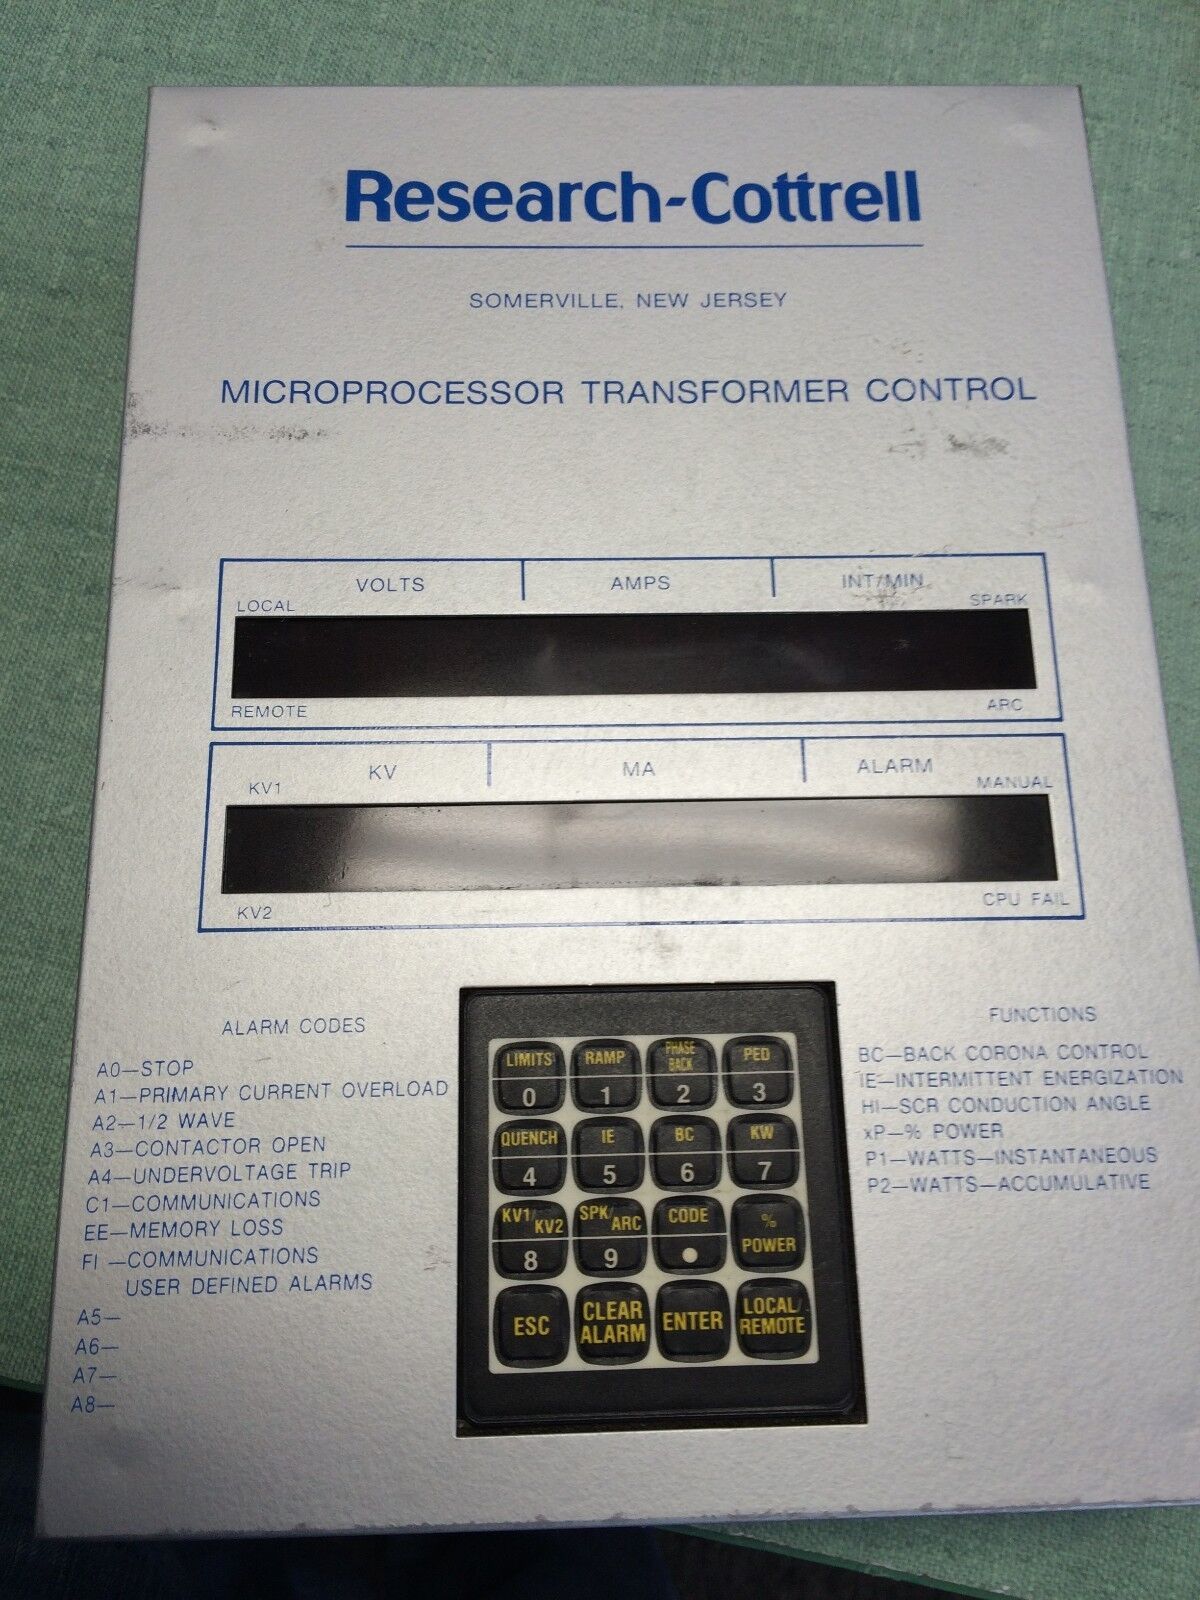 Research-Cottrell
SOMERVILLE, NEW JERSEY
MICROPROCESSOR TRANSFORMER CONTROL
VOLTS AMPS INT/MIN
LOCAL SPARK
REMOTE ARC
KV MA ALARM
KV1 MANUAL
KV2 CPU FAIL
ALARM CODES
A0—STOP
A1—PRIMARY CURRENT OVERLOAD
A2—1/2 WAVE
A3—CONTACTOR OPEN
A4—UNDERVOLTAGE TRIP
C1—COMMUNICATIONS
EE—MEMORY LOSS
FI—COMMUNICATIONS
USER DEFINED ALARMS
A5—
A6—
A7—
A8—
LIMITS RAMP PHASE BACK PED
0 1 2 3
QUENCH IE BC KW
4 5 6 7
KV1/KV2 SPK/ARC CODE % POWER
8 9 •
ESC CLEAR ALARM ENTER LOCAL/REMOTE
FUNCTIONS
BC—BACK CORONA CONTROL
IE—INTERMITTENT ENERGIZATION
HI—SCR CONDUCTION ANGLE
xP—% POWER
P1—WATTS—INSTANTANEOUS
P2—WATTS—ACCUMULATIVE